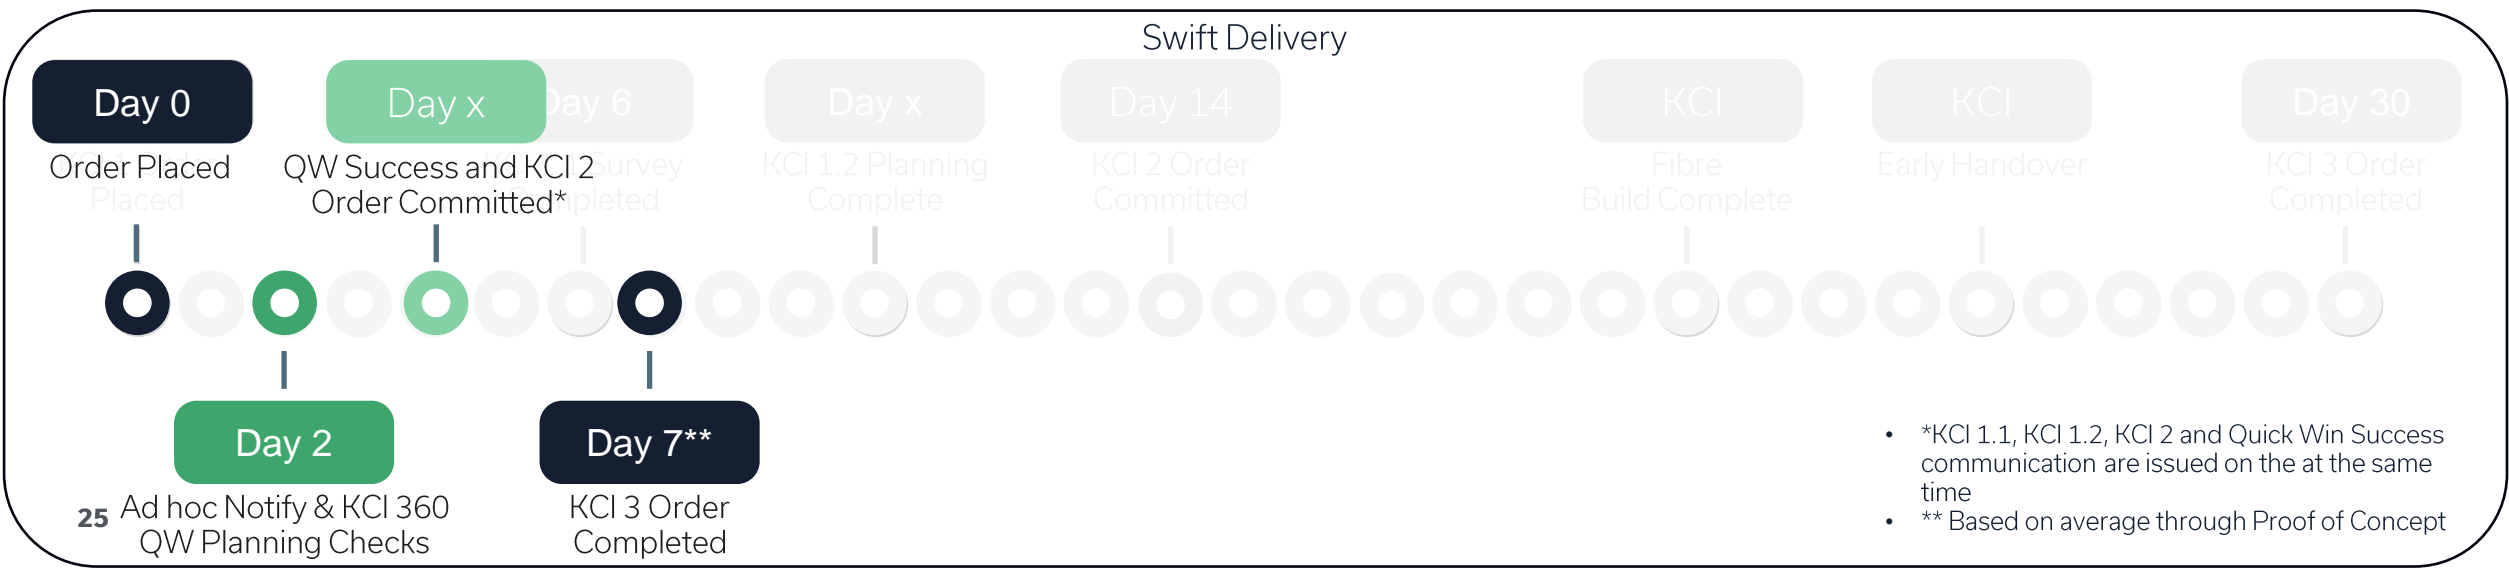 Swift Delivery
Day 0
Day x
Day 6
Day x
Day 14
KCI
KCI
Day 30
Order Placed
QW Success and KCI 2
Order Committed*
Survey
KCI 1.2 Planning
Complete
KCI 2 Order
Committed
Fibre
Build Complete
Early Handover
KCI 3 Order
Completed
Placed
Day 2
Ad hoc Notify & KCI 360
QW Planning Checks
Day 7**
KCI 3 Order
Completed
• *KCI 1.1, KCI 1.2, KCI 2 and Quick Win Success
communication are issued on the at the same
time
• ** Based on average through Proof of Concept
25